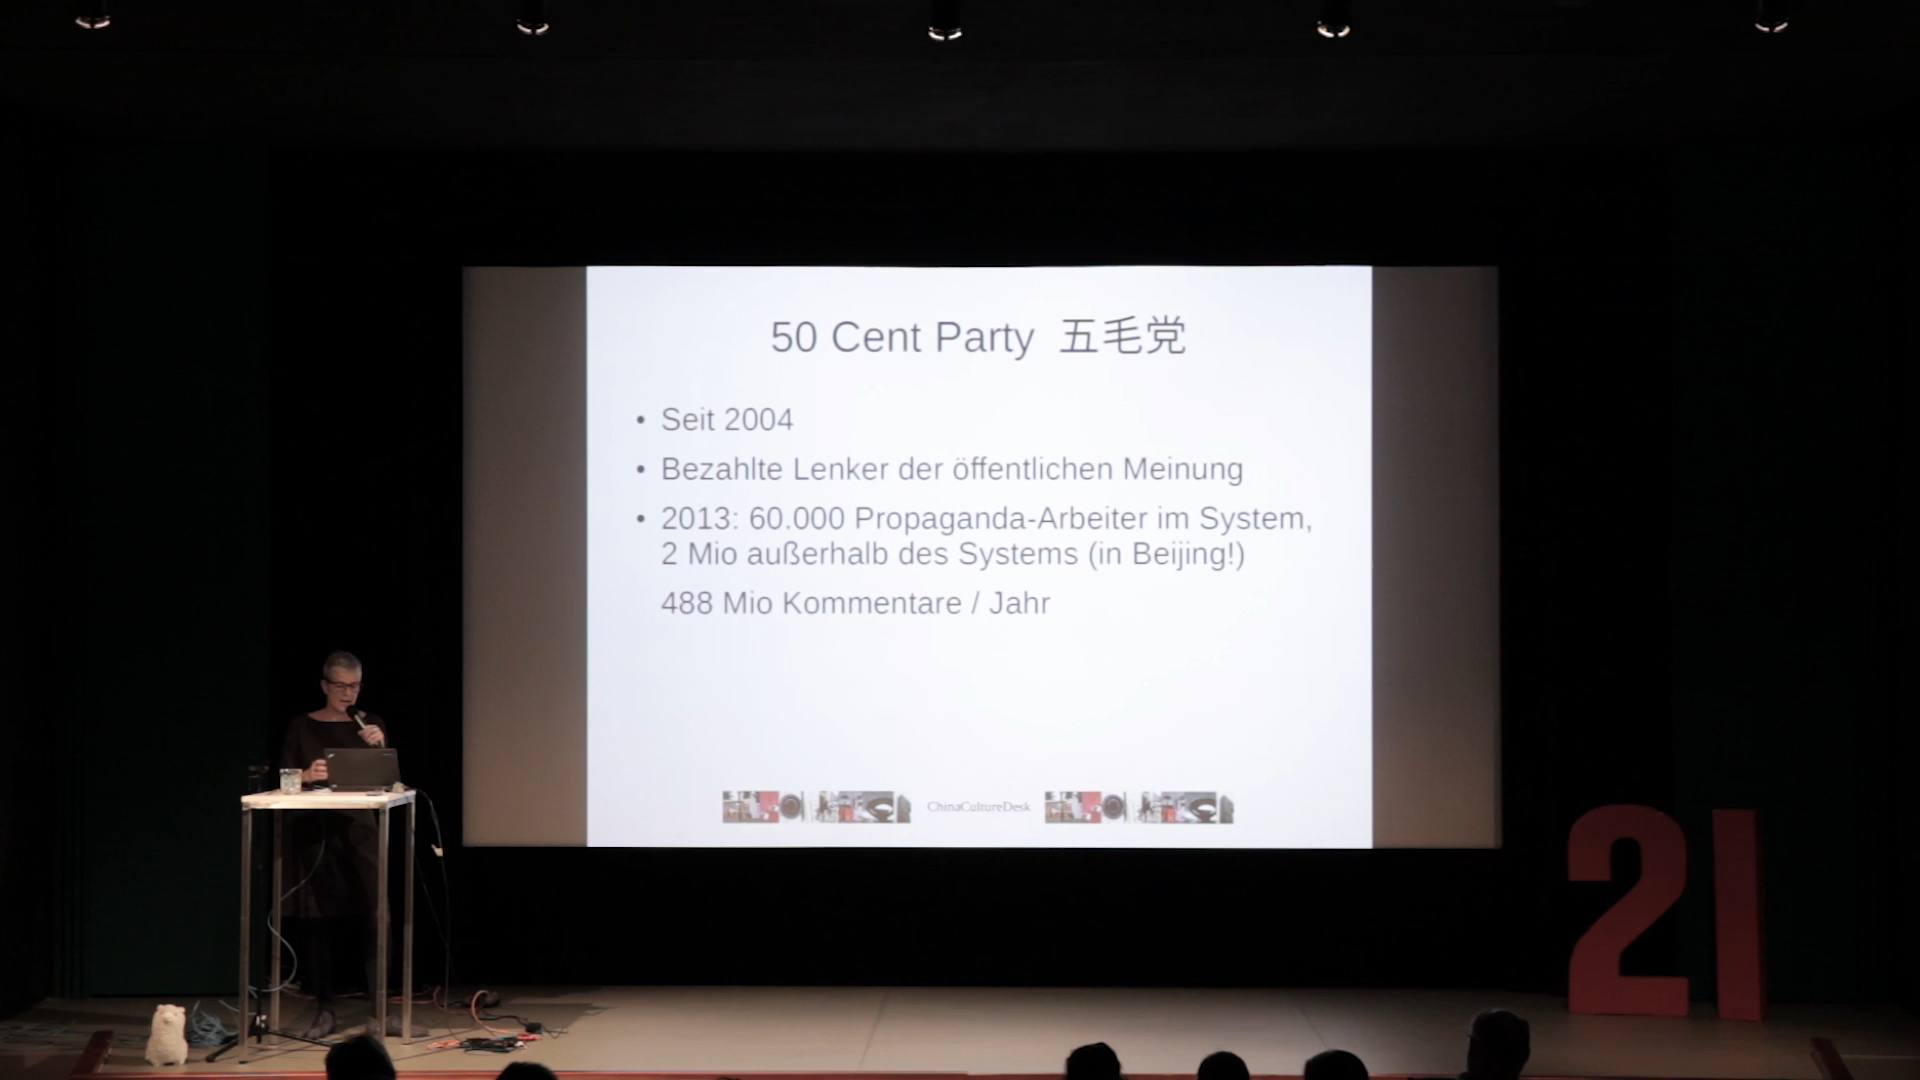 50 Cent Party 五毛党
• Seit 2004
• Bezahlte Lenker der öffentlichen Meinung
• 2013: 60.000 Propaganda-Arbeiter im System,
2 Mio außerhalb des Systems (in Beijing!)
488 Mio Kommentare / Jahr
ChinaCultureDesk
21